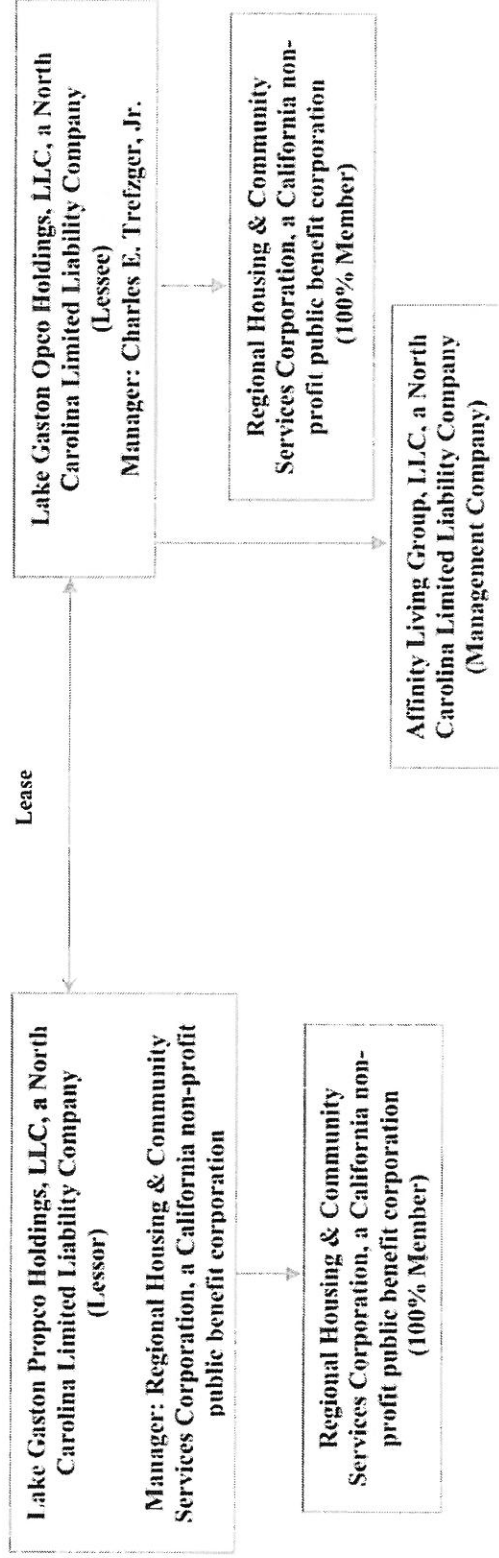 Lake Gaston Propco Holdings, LLC, a North
Carolina Limited Liability Company
(Lessor)
Manager: Regional Housing & Community
Services Corporation, a California non-profit
public benefit corporation
Regional Housing & Community
Services Corporation, a California non-
profit public benefit corporation
(100% Member)
Lease
Lake Gaston Opco Holdings, LLC, a North
Carolina Limited Liability Company
(Lessee)
Manager: Charles E. Trefzger, Jr.
Regional Housing & Community
Services Corporation, a California non-
profit public benefit corporation
(100% Member)
Affinity Living Group, LLC, a North
Carolina Limited Liability Company
(Management Company)